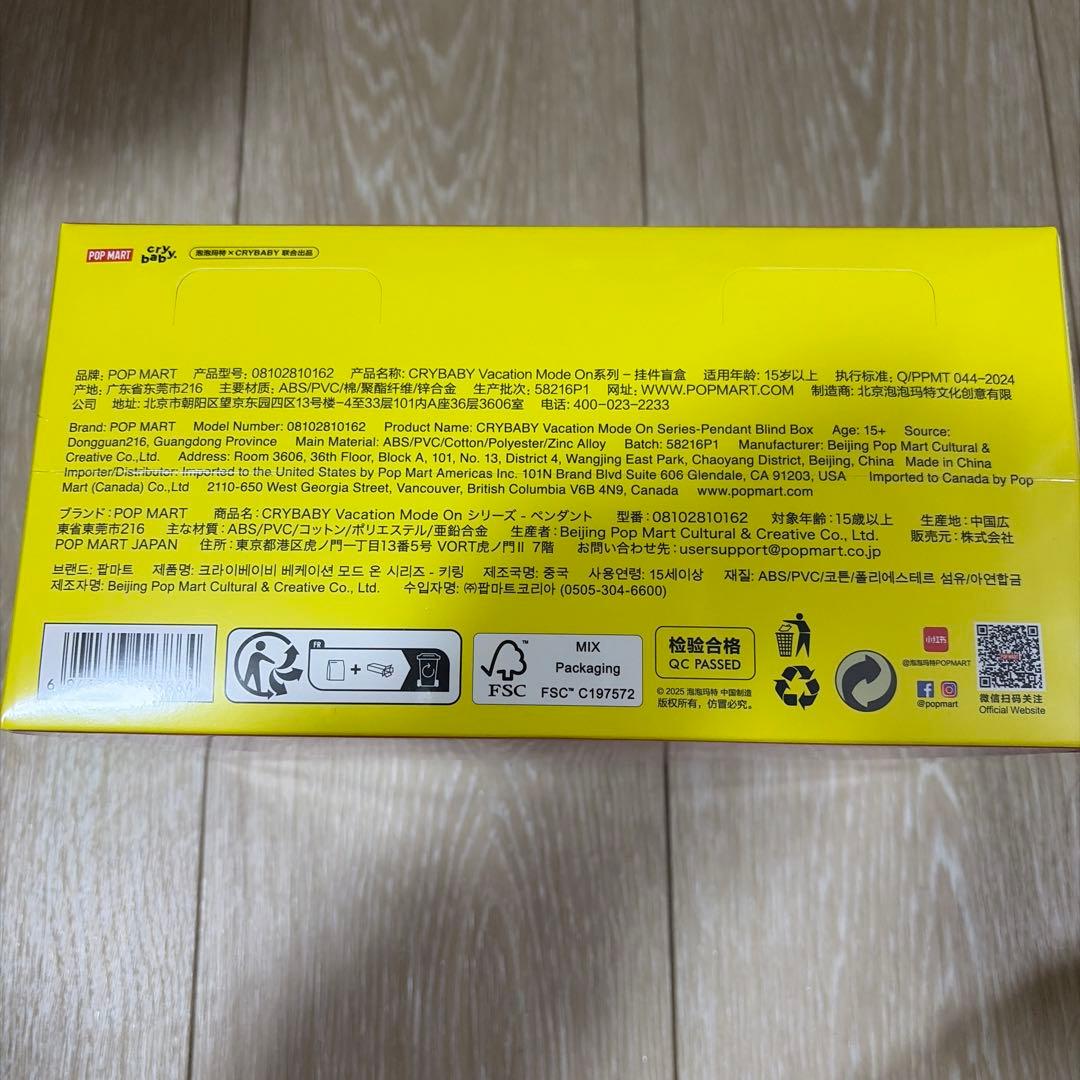 POP MART cry baby. 泡泡玛特×CRYBABY 联合出品
品牌: POP MART 产品型号: 08102810162 产品名称: CRYBABY Vacation Mode On系列 – 挂件盲盒 适用年龄: 15岁以上 执行标准: Q/PPMT 044-2024
产地: 广东省东莞市216 主要材质: ABS/PVC/棉/聚酯纤维/锌合金 生产批次: 58216P1 网址: WWW.POPMART.COM 制造商: 北京泡泡玛特文化创意有限
公司 地址: 北京市朝阳区望京东园四区13号楼-4至33层101内A座36层3606室 电话: 400-023-2233
Brand: POP MART Model Number: 08102810162 Product Name: CRYBABY Vacation Mode On Series-Pendant Blind Box Age: 15+ Source:
Dongguan216, Guangdong Province Main Material: ABS/PVC/Cotton/Polyester/Zinc Alloy Batch: 58216P1 Manufacturer: Beijing Pop Mart Cultural &
Creative Co.,Ltd. Address: Room 3606, 36th Floor, Block A, 101, No. 13, District 4, Wangjing East Park, Chaoyang District, Beijing, China Made in China
Importer/Distributor: Imported to the United States by Pop Mart Americas Inc. 101N Brand Blvd Suite 606 Glendale, CA 91203, USA Imported to Canada by Pop
Mart (Canada) Co.,Ltd 2110-650 West Georgia Street, Vancouver, British Columbia V6B 4N9, Canada www.popmart.com
ブランド: POP MART 商品名: CRYBABY Vacation Mode On シリーズ - ペンダント 型番: 08102810162 対象年齢: 15歳以上 生産地: 中国広
東省東莞市216 主な材質: ABS/PVC/コットン/ポリエステル/亜鉛合金 生産者: Beijing Pop Mart Cultural & Creative Co., Ltd. 販売元: 株式会社
POP MART JAPAN 住所: 東京都港区虎ノ門一丁目13番5号 VORT虎ノ門Ⅱ 7階 お問い合わせ先: usersupport@popmart.co.jp
브랜드: 팝마트 제품명: 크라이베이비 베케이션 모드 온 시리즈 - 키링 제조국명: 중국 사용연령: 15세이상 재질: ABS/PVC/코튼/폴리에스테르 섬유/아연합금
제조자명: Beijing Pop Mart Cultural & Creative Co., Ltd. 수입자명: ㈜팝마트코리아 (0505-304-6600)
FR
FSC™
MIX
Packaging
FSC™ C197572
检验合格
QC PASSED
© 2025 泡泡玛特 中国制造
版权所有，仿冒必究。
小红书
@泡泡玛特POPMART
@popmart
微信扫码关注
Official Website